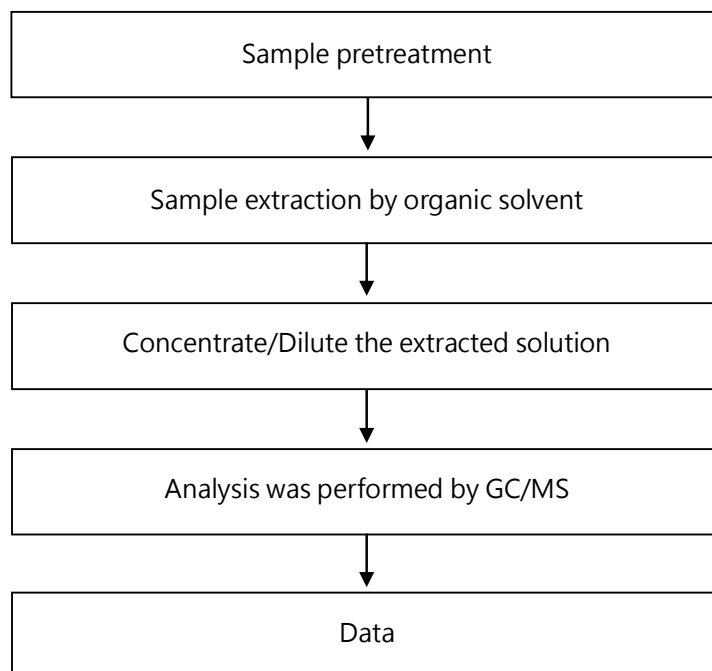 Sample pretreatment
Sample extraction by organic solvent
Concentrate/Dilute the extracted solution
Analysis was performed by GC/MS
Data